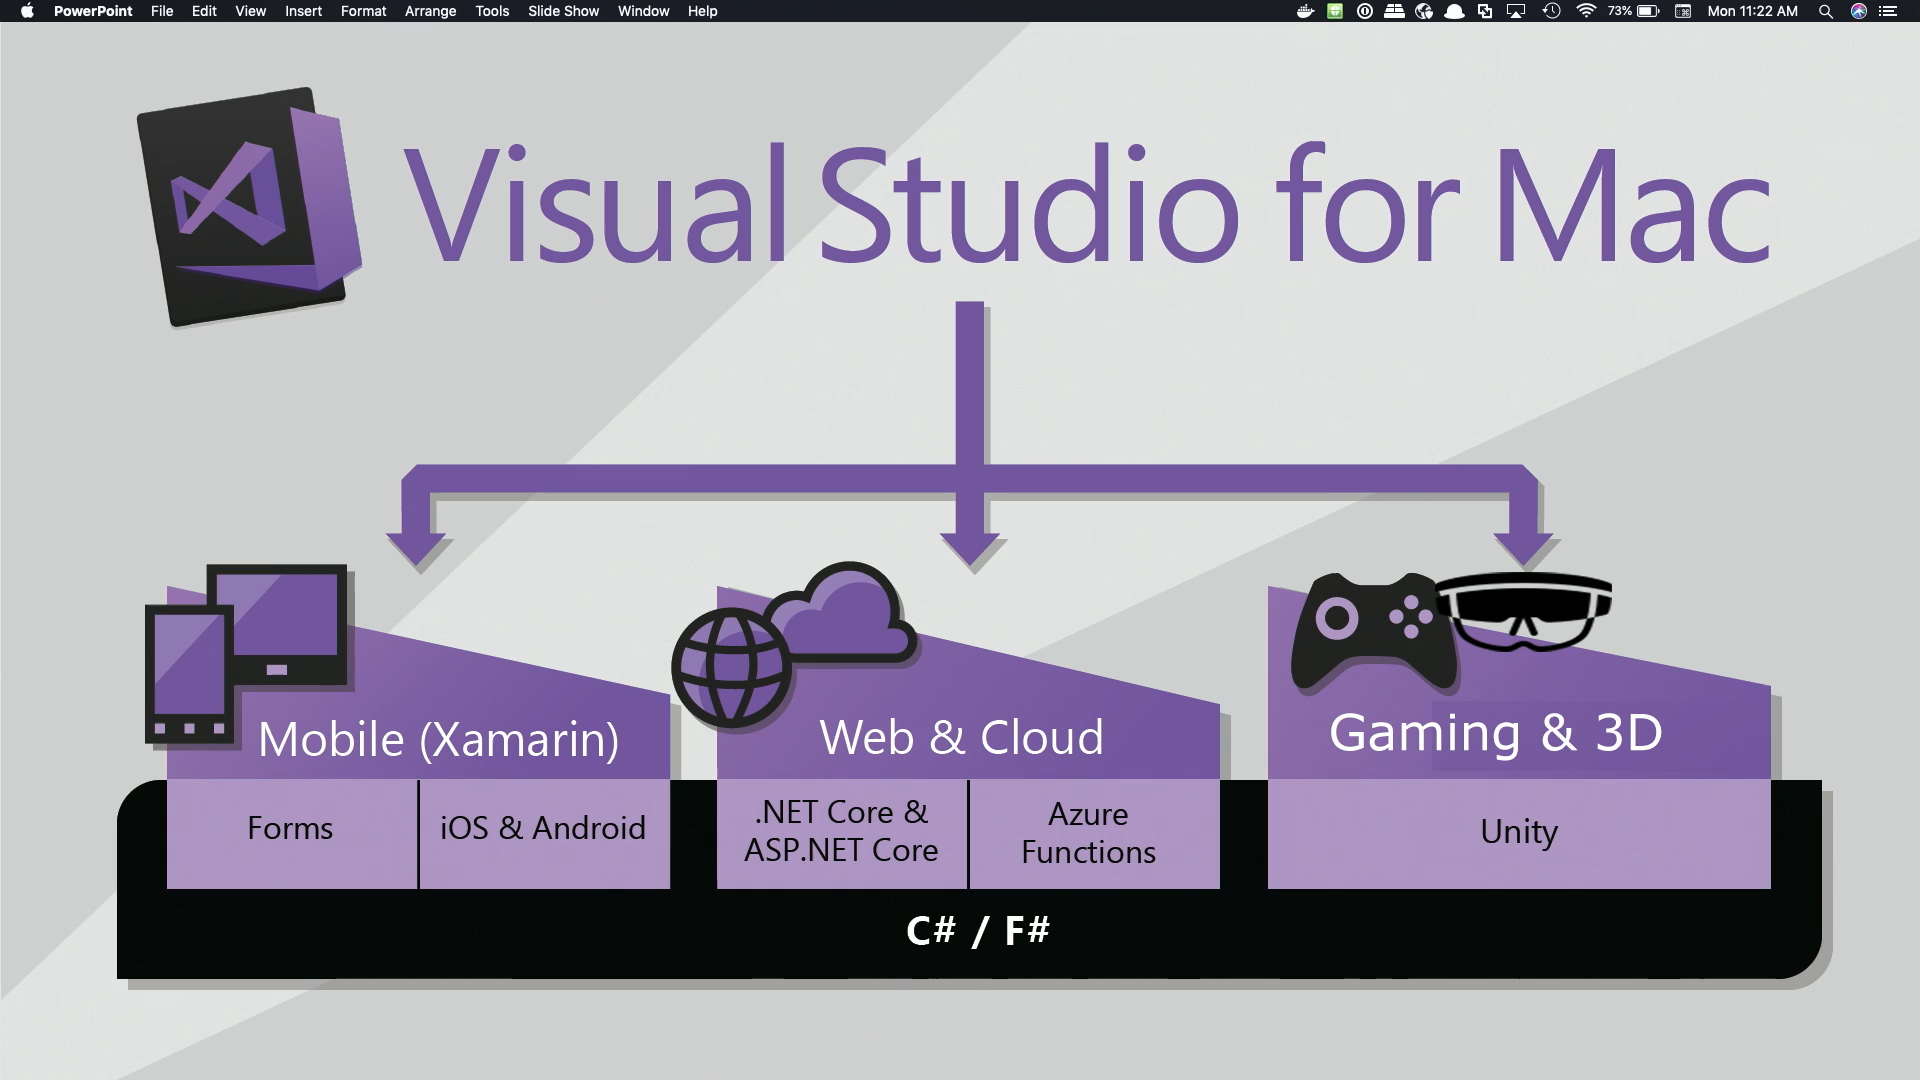 PowerPoint File Edit View Insert Format Arrange Tools Slide Show Window Help 73% Mon 11:22 AM
Visual Studio for Mac
Mobile (Xamarin)
Forms
iOS & Android
Web & Cloud
.NET Core &
ASP.NET Core
Azure
Functions
Gaming & 3D
Unity
C# / F#